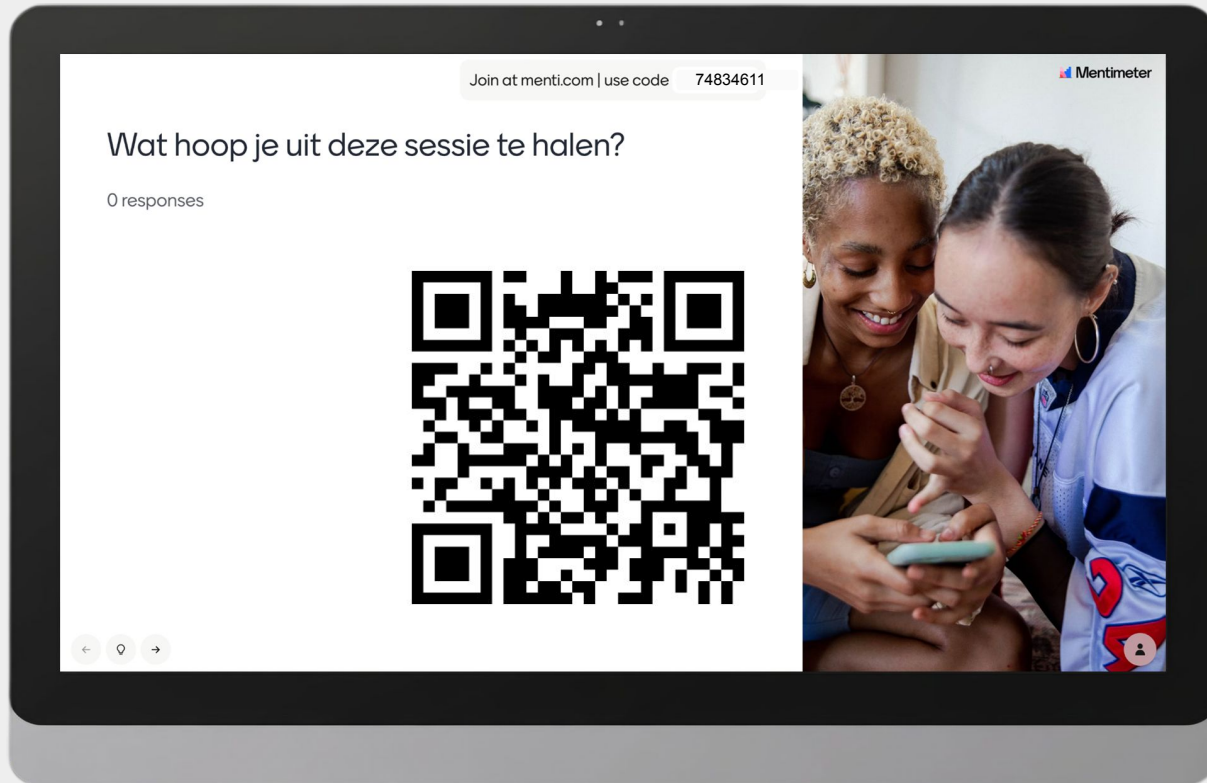 Join at menti.com | use code 74834611
Mentimeter
Wat hoop je uit deze sessie te halen?
0 responses